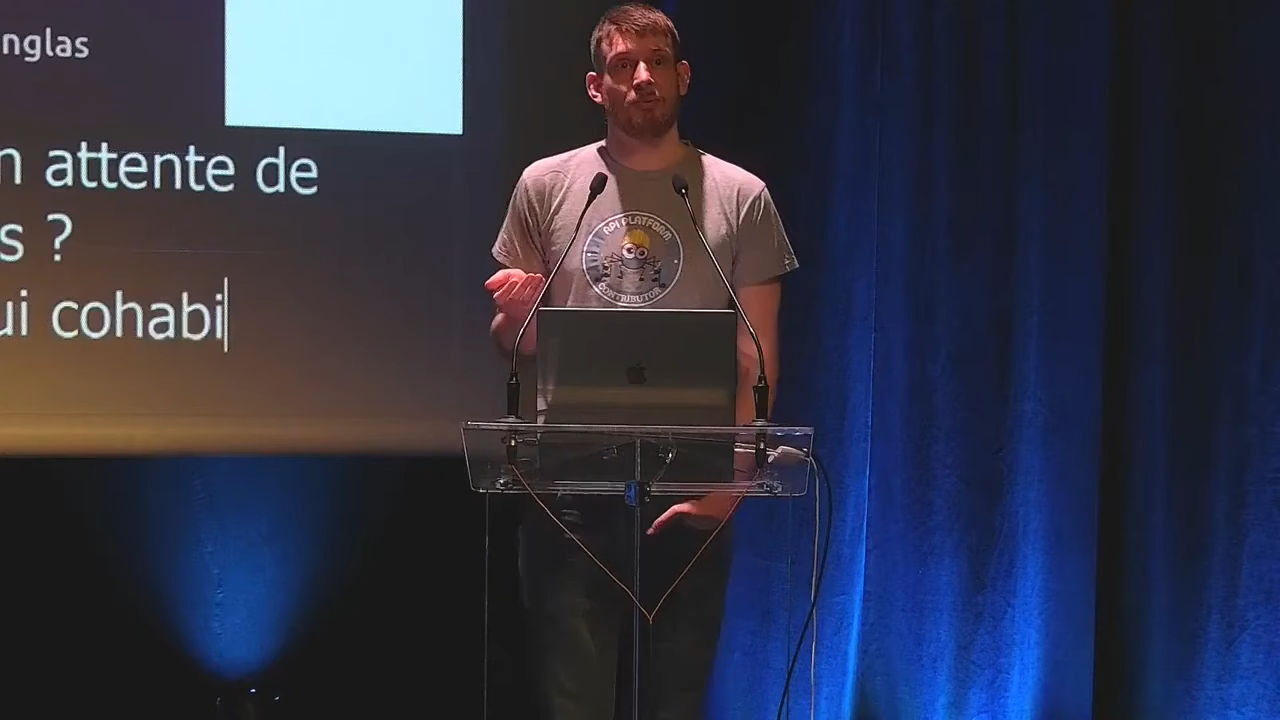 nglas
n attente de
s ?
ui cohabi
API PLATFORM
CONTRIBUTOR